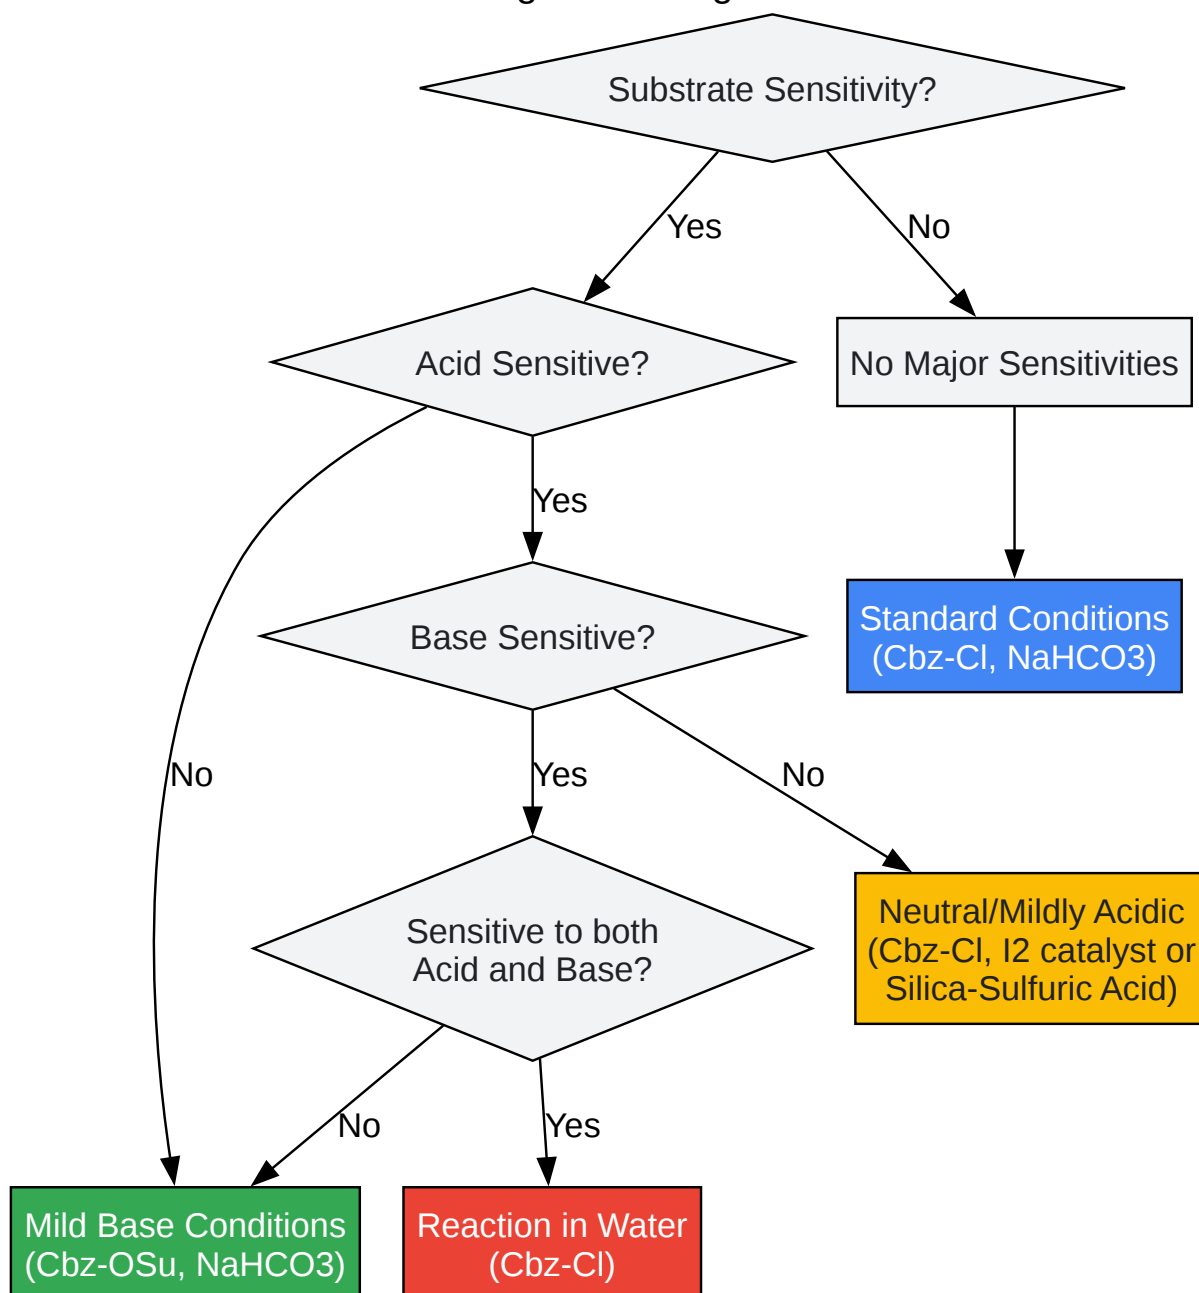 Substrate Sensitivity?
Yes
No
Acid Sensitive?
No Major Sensitivities
Yes
Base Sensitive?
Standard Conditions
(Cbz-Cl, NaHCO3)
No
Yes
No
Sensitive to both
Acid and Base?
Neutral/Mildly Acidic
(Cbz-Cl, I2 catalyst or
Silica-Sulfuric Acid)
No
Yes
Mild Base Conditions
(Cbz-OSu, NaHCO3)
Reaction in Water
(Cbz-Cl)